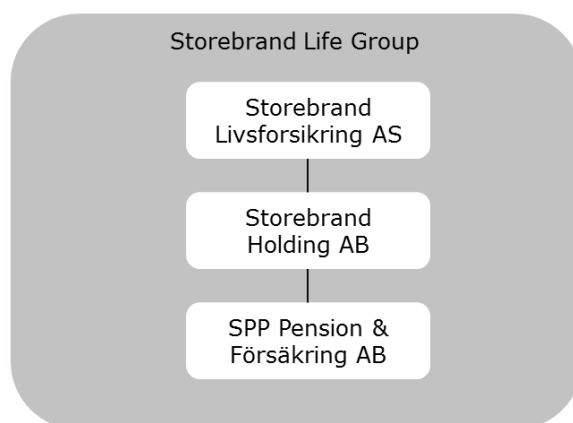 Storebrand Life Group
Storebrand
Livsforsikring AS
Storebrand
Holding AB
SPP Pension &
Försäkring AB